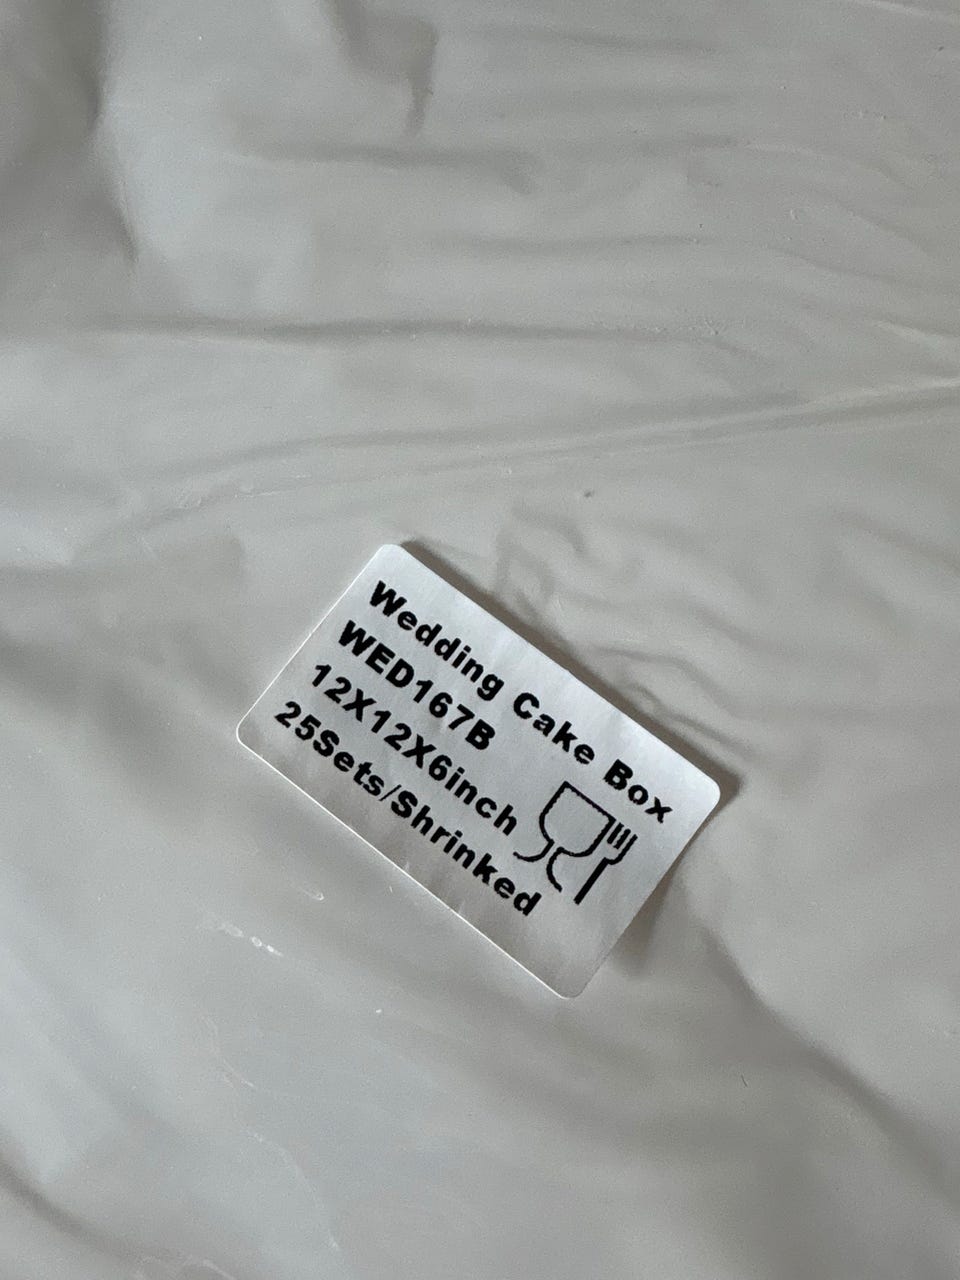 Wedding Cake Box
WED167B
12X12X6inch
25Sets/Shrinked